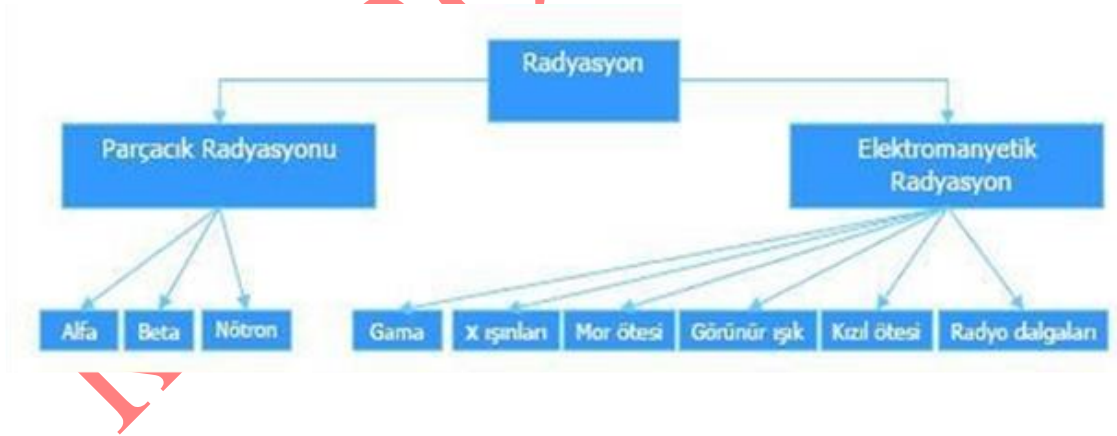 Radyasyon
Parçacık Radyasyonu
Elektromanyetik
Radyasyon
Alfa
Beta
Nötron
Gama
X ışınları
Mor ötesi
Görünür ışık
Kızıl ötesi
Radyo dalgaları